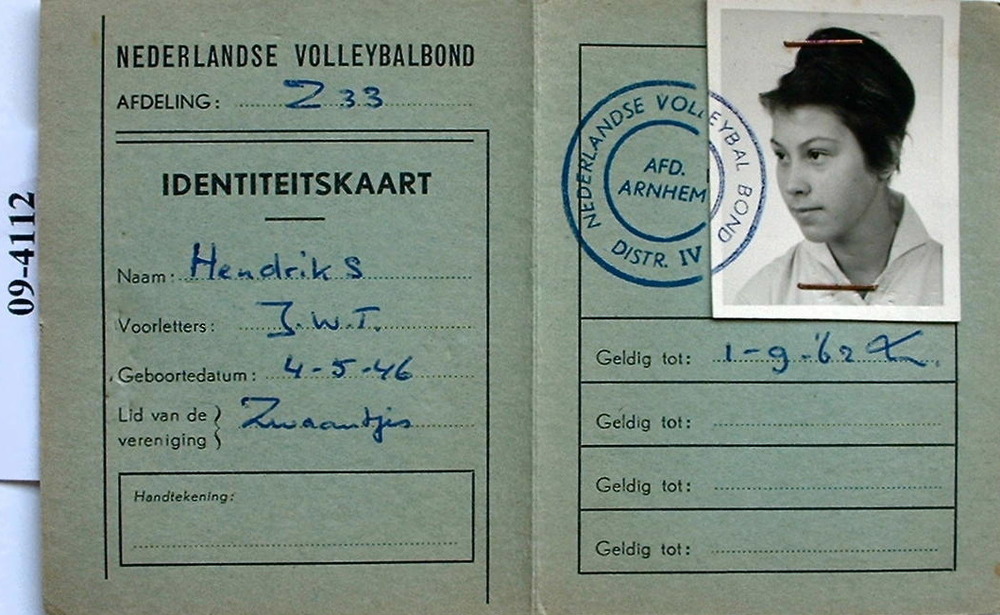 09-4112
NEDERLANDSE VOLLEYBALBOND
AFDELING: Z 33
IDENTITEITSKAART
Naam: Hendriks
Voorletters: J.W.T.
Geboortedatum: 4-5-46
Lid van de
vereniging } Zwaantjes
Handtekening:
NEDERLANDSE VOLLEYBAL BOND
AFD.
ARNHEM
DISTR. IV
Geldig tot: 1-9-'62
Geldig tot:
Geldig tot:
Geldig tot: